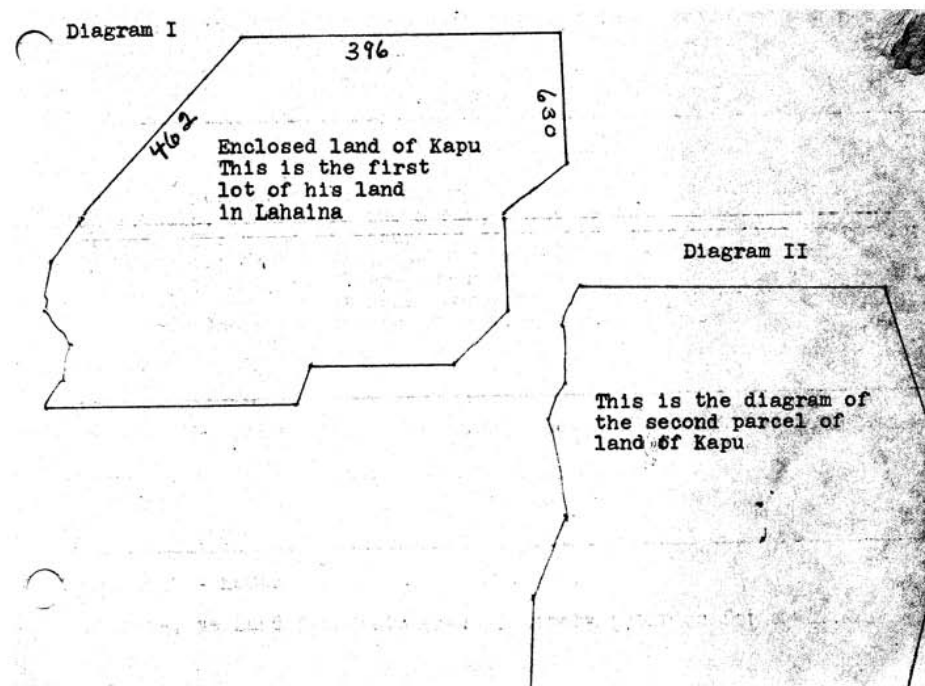 Diagram I
396
630
462
Enclosed land of Kapu
This is the first
lot of his land
in Lahaina
Diagram II
This is the diagram of
the second parcel of
land of Kapu